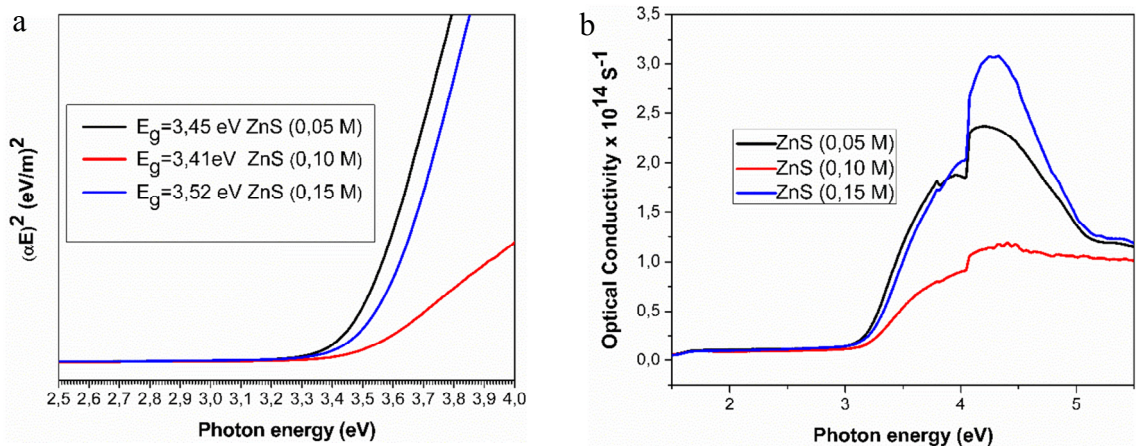 a
(αE)² (eV/m)²
E_g=3,45 eV ZnS (0,05 M)
E_g=3,41eV ZnS (0,10 M)
E_g=3,52 eV ZnS (0,15 M)
2,5 2,6 2,7 2,8 2,9 3,0 3,1 3,2 3,3 3,4 3,5 3,6 3,7 3,8 3,9 4,0
Photon energy (eV)
b
Optical Conductivity x 10¹⁴ S⁻¹
3,5
3,0
2,5
2,0
1,5
1,0
0,5
0,0
ZnS (0,05 M)
ZnS (0,10 M)
ZnS (0,15 M)
2 3 4 5
Photon energy (eV)